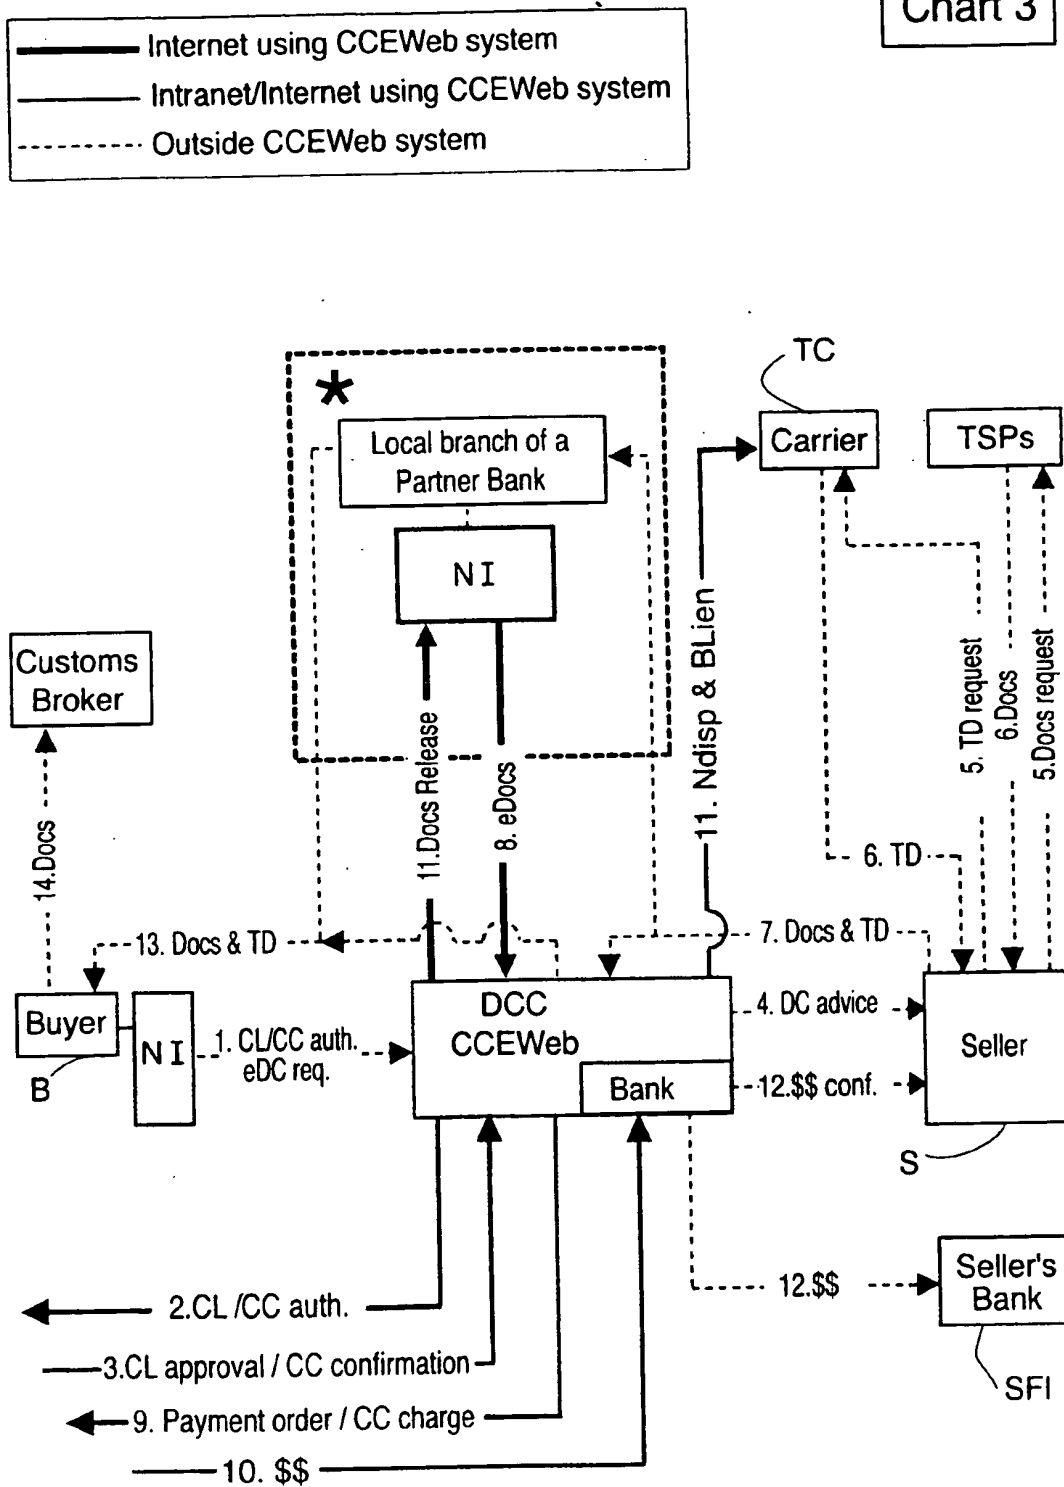 Chart 3
Internet using CCEWeb system
Intranet/Internet using CCEWeb system
Outside CCEWeb system
TC
*
Local branch of a
Partner Bank
Carrier
TSPs
NI
Customs
Broker
11.Docs Release
8. eDocs
11. Ndisp & BLien
5. TD request
6.Docs
5.Docs request
14.Docs
6. TD
13. Docs & TD
7. Docs & TD
Buyer
NI
B
1. CL/CC auth.
eDC req.
DCC
CCEWeb
Bank
4. DC advice
12.$$ conf.
Seller
S
2.CL /CC auth.
3.CL approval / CC confirmation
9. Payment order / CC charge
10. $$
12.$$
Seller's
Bank
SFI